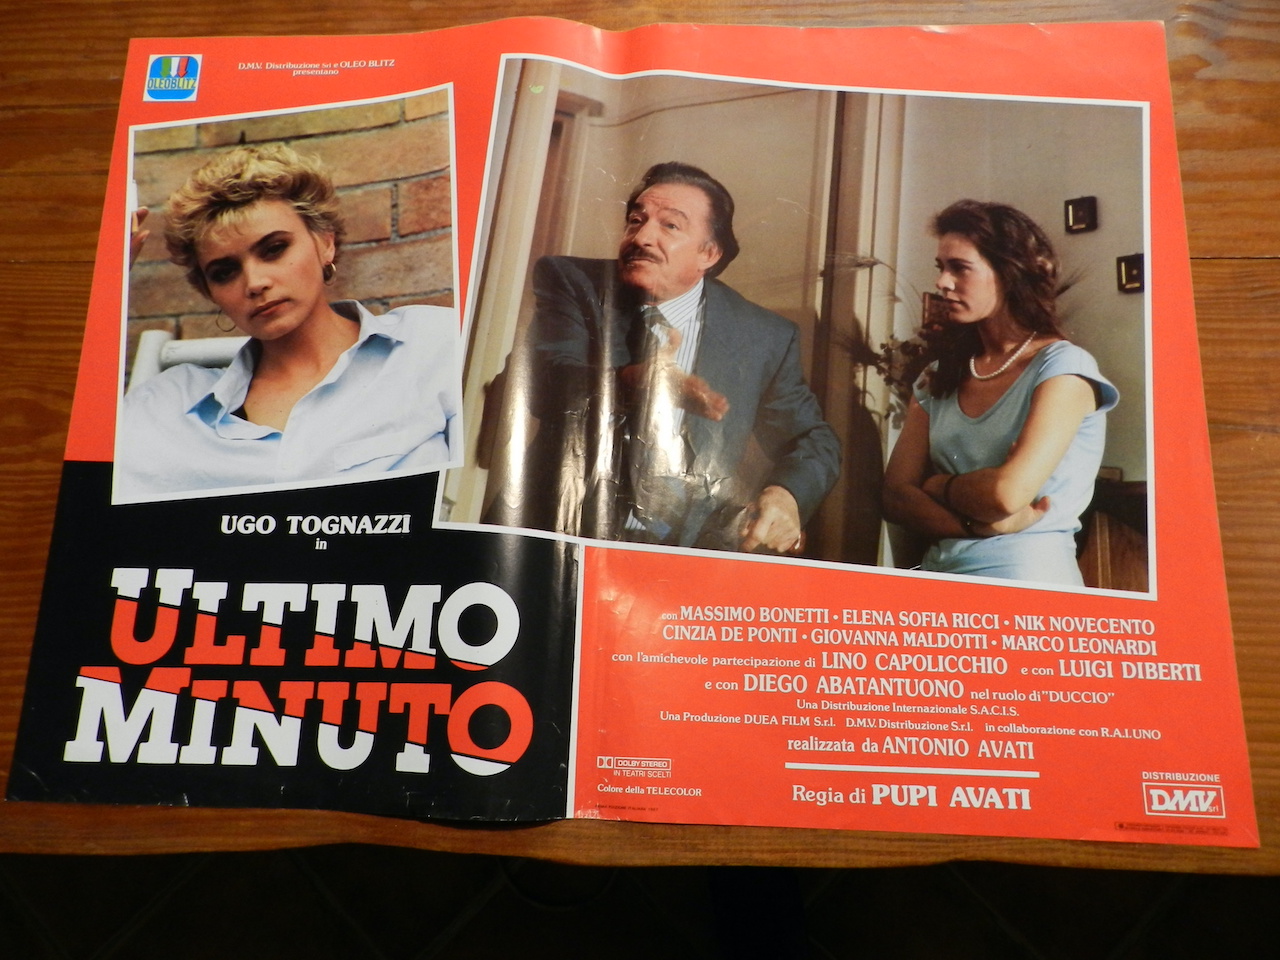 OLEOBLITZ
D.M.V. Distribuzione Srl e OLEO BLITZ
presentano
UGO TOGNAZZI
in
ULTIMO
MINUTO
con MASSIMO BONETTI • ELENA SOFIA RICCI • NIK NOVECENTO
CINZIA DE PONTI • GIOVANNA MALDOTTI • MARCO LEONARDI
con l'amichevole partecipazione di LINO CAPOLICCHIO e con LUIGI DIBERTI
e con DIEGO ABATANTUONO nel ruolo di "DUCCIO"
Una Distribuzione Internazionale S.A.C.I.S.
Una Produzione DUEA FILM S.r.l. D.M.V. Distribuzione S.r.l. in collaborazione con R.A.I. UNO
realizzata da ANTONIO AVATI
DOLBY STEREO
IN TEATRI SCELTI
Colore della TELECOLOR
Regia di PUPI AVATI
DISTRIBUZIONE
DMV srl